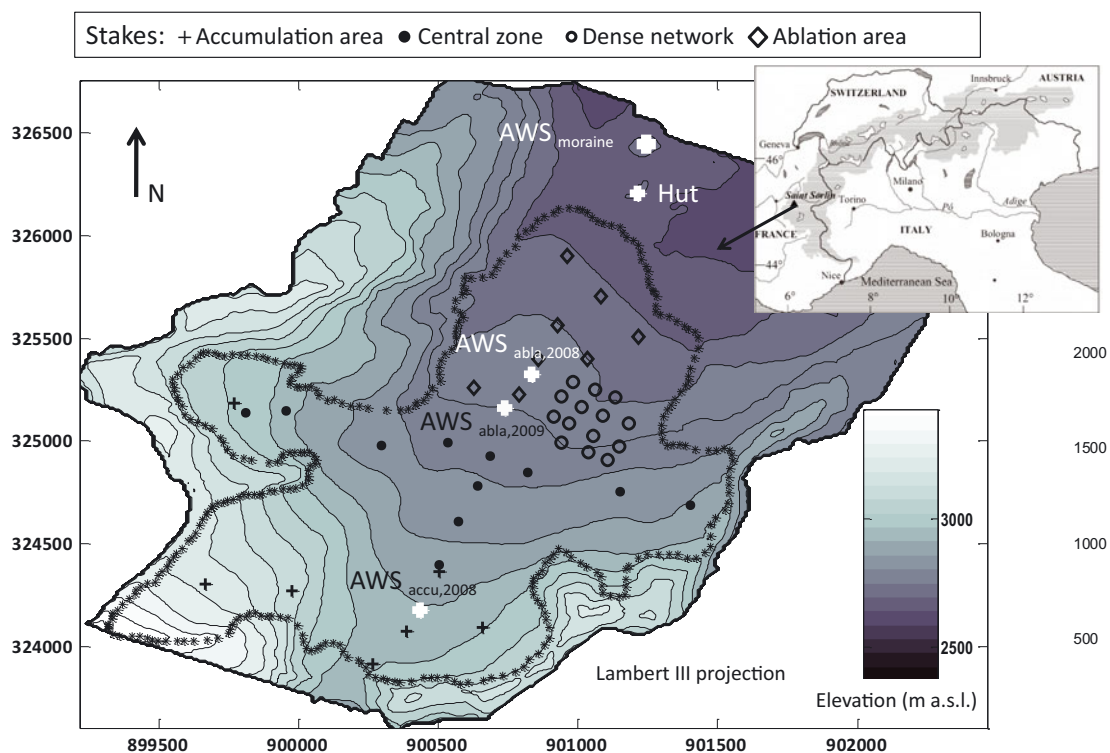 Stakes: + Accumulation area ● Central zone o Dense network ◇ Ablation area
326500
326000
325500
325000
324500
324000
899500
900000
900500
901000
901500
902000
N
AWS moraine
Hut
AWS abla,2008
AWS abla,2009
AWS accu,2008
Lambert III projection
SWITZERLAND
Innsbruck
AUSTRIA
Geneva
46°
Milano
Saint Sorlin
Torino
Pô
Adige
FRANCE
ITALY
Bologna
44°
Nice
Mediterranean Sea
6°
8°
10°
12°
3000
2500
Elevation (m a.s.l.)
2000
1500
1000
500